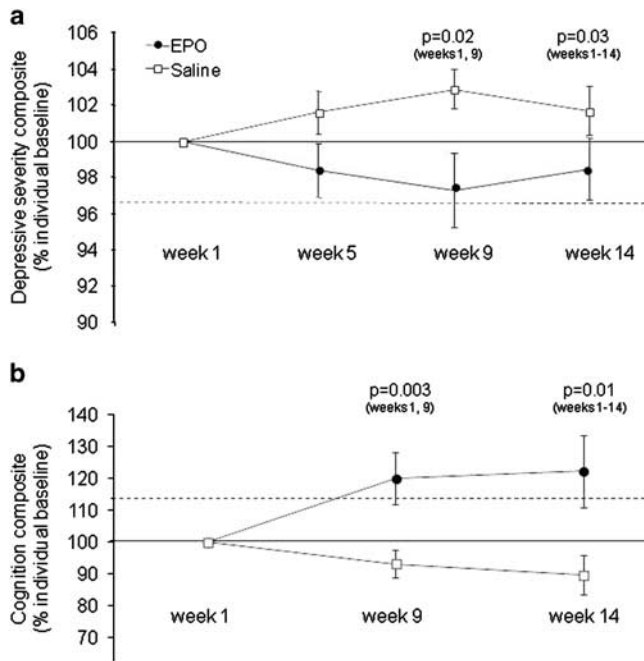 a
106
104
102
100
98
96
94
92
90
Depressive severity composite
(% individual baseline)
EPO
Saline
p=0.02
(weeks1, 9)
p=0.03
(weeks1-14)
week 1
week 5
week 9
week 14
b
140
130
120
110
100
90
80
70
Cognition composite
(% individual baseline)
p=0.003
(weeks1, 9)
p=0.01
(weeks1-14)
week 1
week 9
week 14